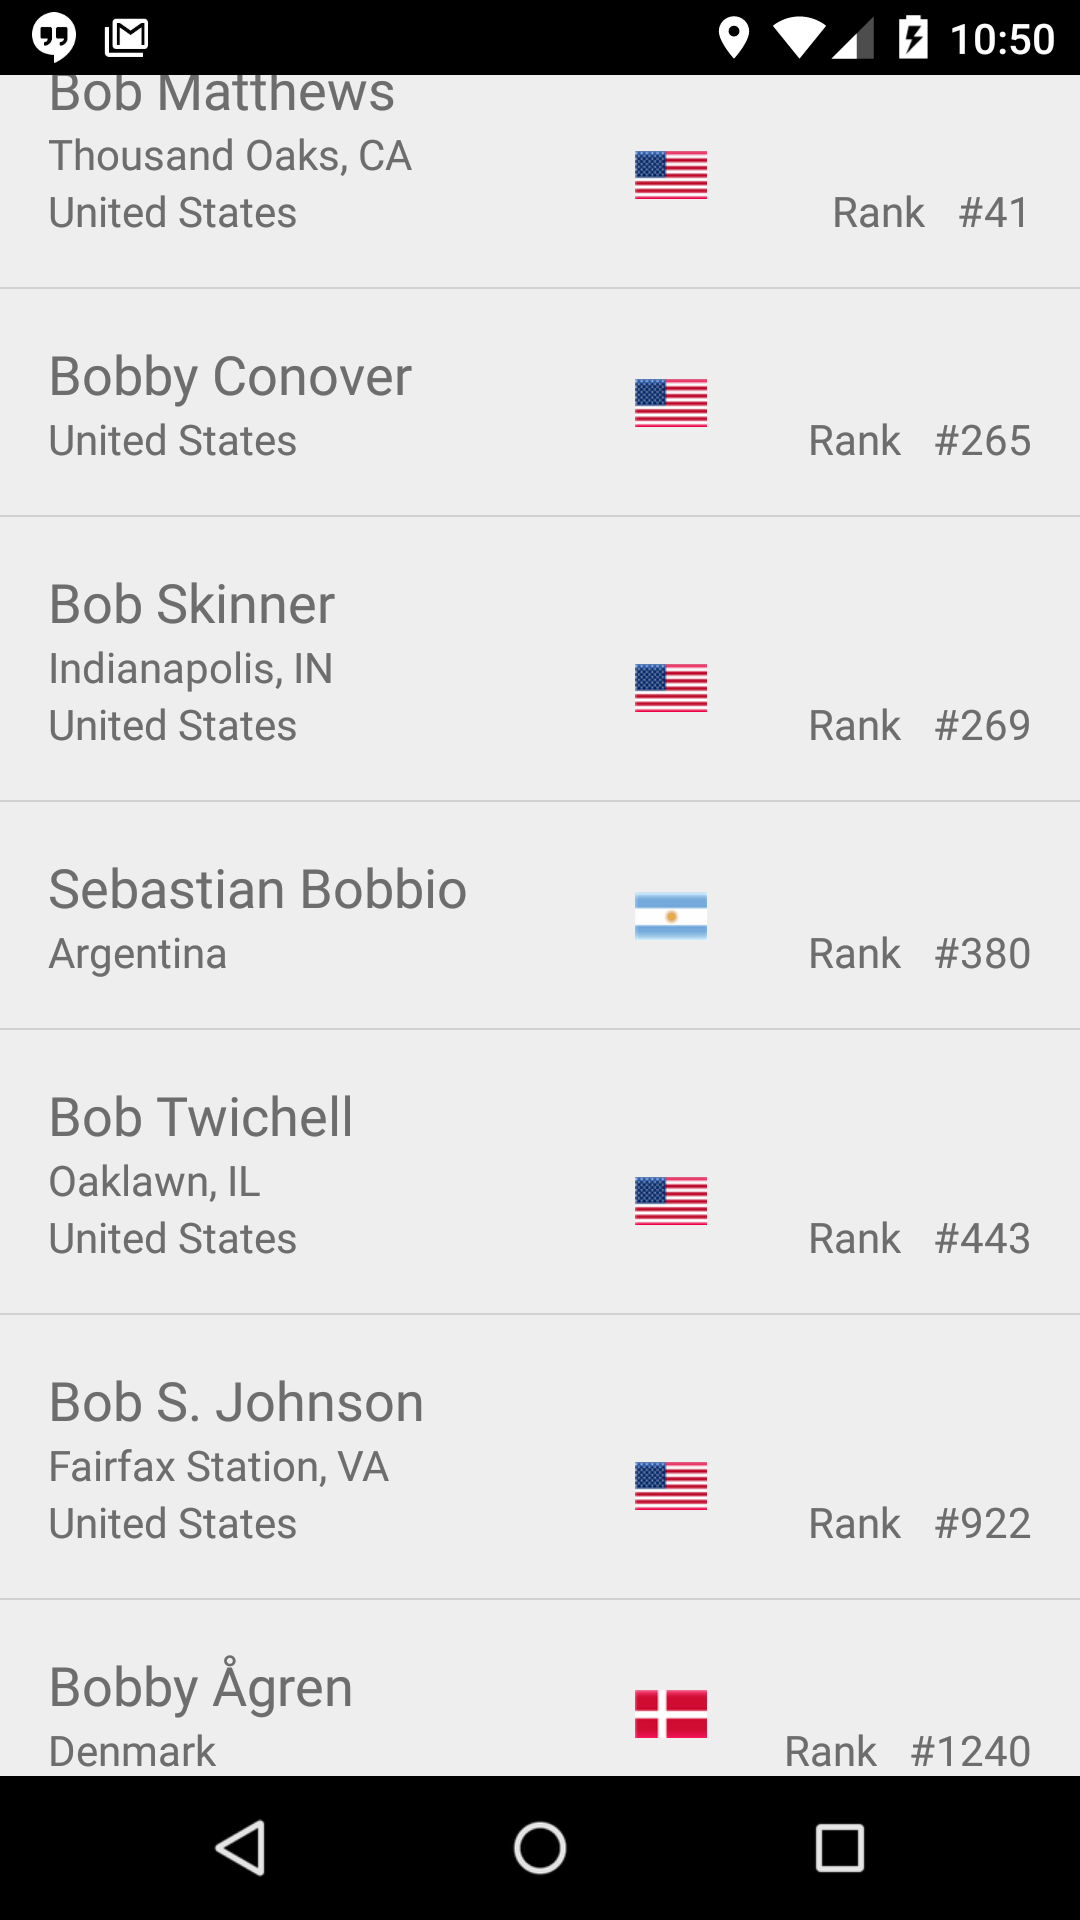 10:50
Bob Matthews
Thousand Oaks, CA
United States
Rank #41
Bobby Conover
United States
Rank #265
Bob Skinner
Indianapolis, IN
United States
Rank #269
Sebastian Bobbio
Argentina
Rank #380
Bob Twichell
Oaklawn, IL
United States
Rank #443
Bob S. Johnson
Fairfax Station, VA
United States
Rank #922
Bobby Ågren
Denmark
Rank #1240